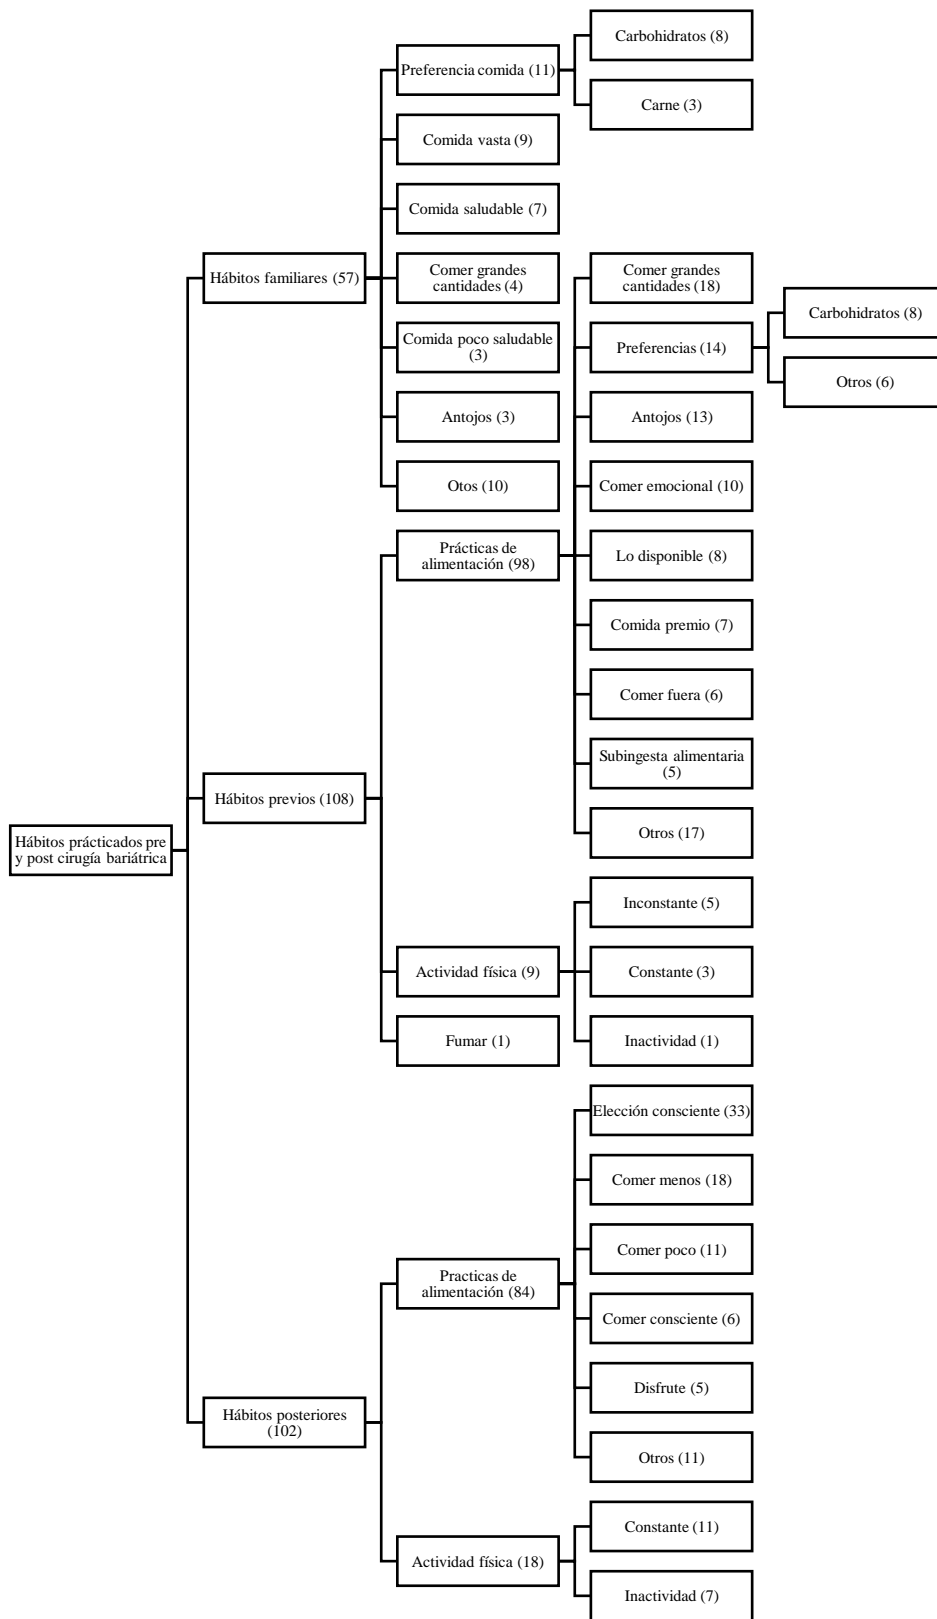 Hábitos prácticados pre
y post cirugía bariátrica
Hábitos familiares (57)
Preferencia comida (11)
Carbohidratos (8)
Carne (3)
Comida vasta (9)
Comida saludable (7)
Comer grandes
cantidades (4)
Comida poco saludable
(3)
Antojos (3)
Otos (10)
Hábitos previos (108)
Prácticas de
alimentación (98)
Comer grandes
cantidades (18)
Preferencias (14)
Carbohidratos (8)
Otros (6)
Antojos (13)
Comer emocional (10)
Lo disponible (8)
Comida premio (7)
Comer fuera (6)
Subingesta alimentaria
(5)
Otros (17)
Actividad física (9)
Inconstante (5)
Constante (3)
Inactividad (1)
Fumar (1)
Hábitos posteriores
(102)
Practicas de
alimentación (84)
Elección consciente (33)
Comer menos (18)
Comer poco (11)
Comer consciente (6)
Disfrute (5)
Otros (11)
Actividad física (18)
Constante (11)
Inactividad (7)